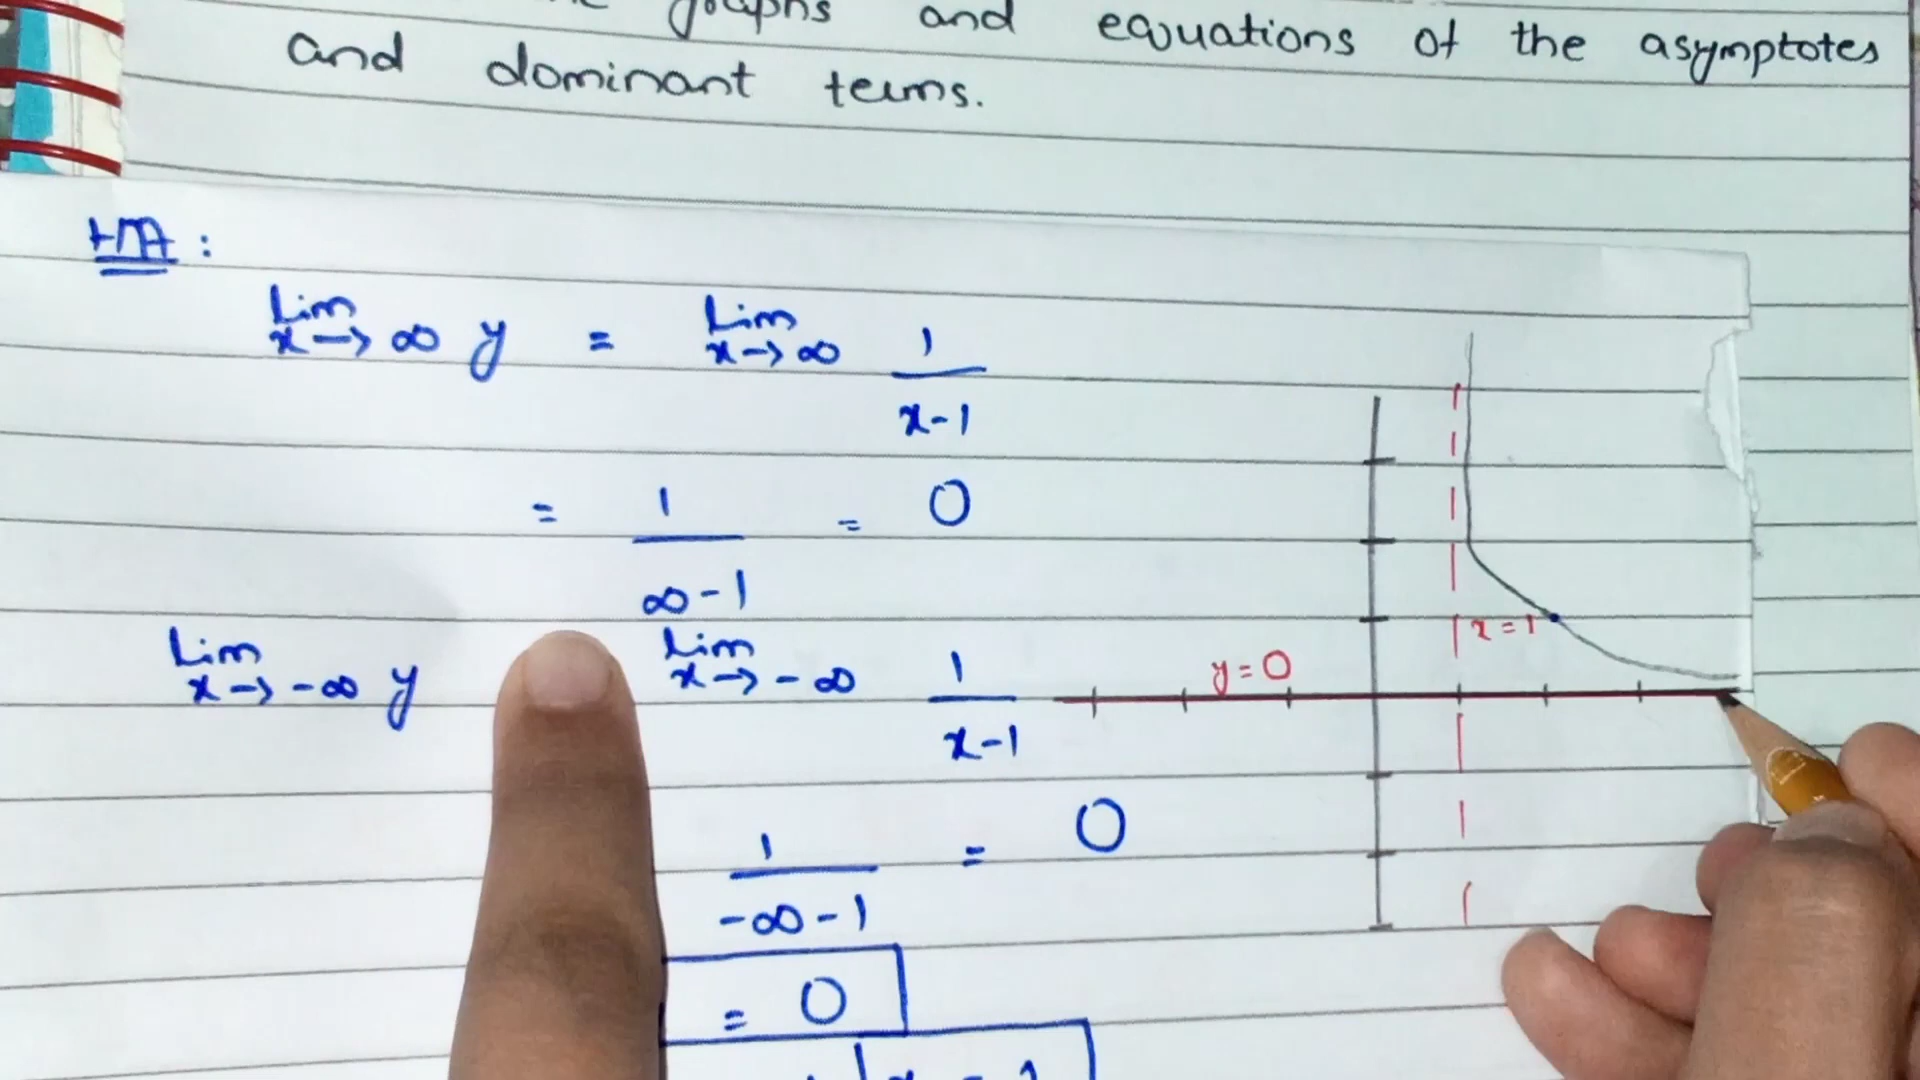 graphs and equations of the asymptotes
and dominant terms.
HA :
lim x→∞ y = lim x→∞ 1/(x-1)
= 1/(∞-1) = 0
lim x→-∞ y lim x→-∞ 1/(x-1)
1/(-∞-1) = 0
= 0
y=0
x=1